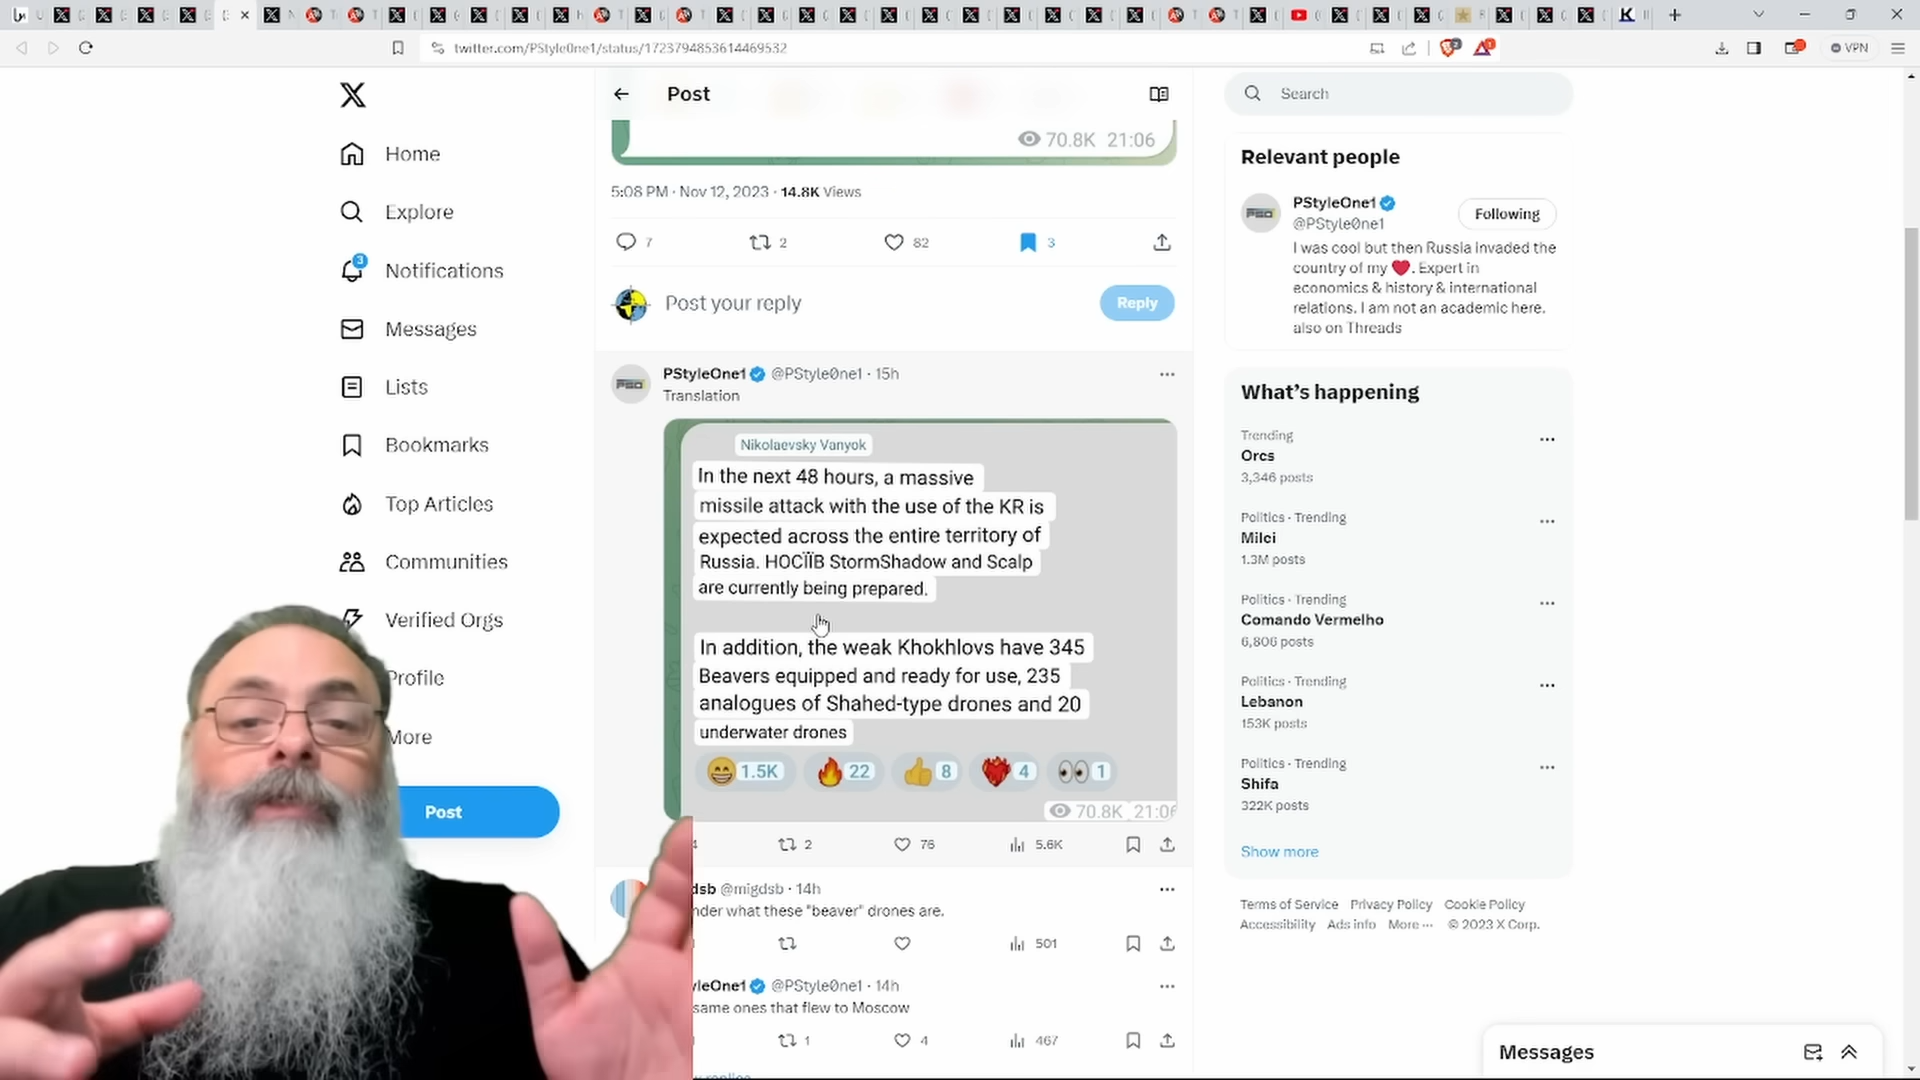 twitter.com/PStyle0ne1/status/1723794853614469532
VPN
Home
Explore
3
Notifications
Messages
Lists
Bookmarks
Top Articles
Communities
Verified Orgs
Profile
More
Post
Post
70.8K 21:06
5:08 PM · Nov 12, 2023 · 14.8K Views
7
2
82
3
Post your reply
Reply
PStyleOne1 @PStyle0ne1 · 15h
Translation
Nikolaevsky Vanyok
In the next 48 hours, a massive
missile attack with the use of the KR is
expected across the entire territory of
Russia. HOCÏÏB StormShadow and Scalp
are currently being prepared.
In addition, the weak Khokhlovs have 345
Beavers equipped and ready for use, 235
analogues of Shahed-type drones and 20
underwater drones
1.5K
22
8
4
1
70.8K 21:06
4
2
76
5.6K
dsb @migdsb · 14h
nder what these "beaver" drones are.
501
yleOne1 @PStyle0ne1 · 14h
same ones that flew to Moscow
1
4
467
Search
Relevant people
PStyleOne1
@PStyle0ne1
Following
I was cool but then Russia invaded the
country of my ❤️. Expert in
economics & history & international
relations. I am not an academic here.
also on Threads
What's happening
Trending
Orcs
3,346 posts
Politics · Trending
Milei
1.3M posts
Politics · Trending
Comando Vermelho
6,806 posts
Politics · Trending
Lebanon
153K posts
Politics · Trending
Shifa
322K posts
Show more
Terms of Service Privacy Policy Cookie Policy
Accessibility Ads info More ··· © 2023 X Corp.
Messages